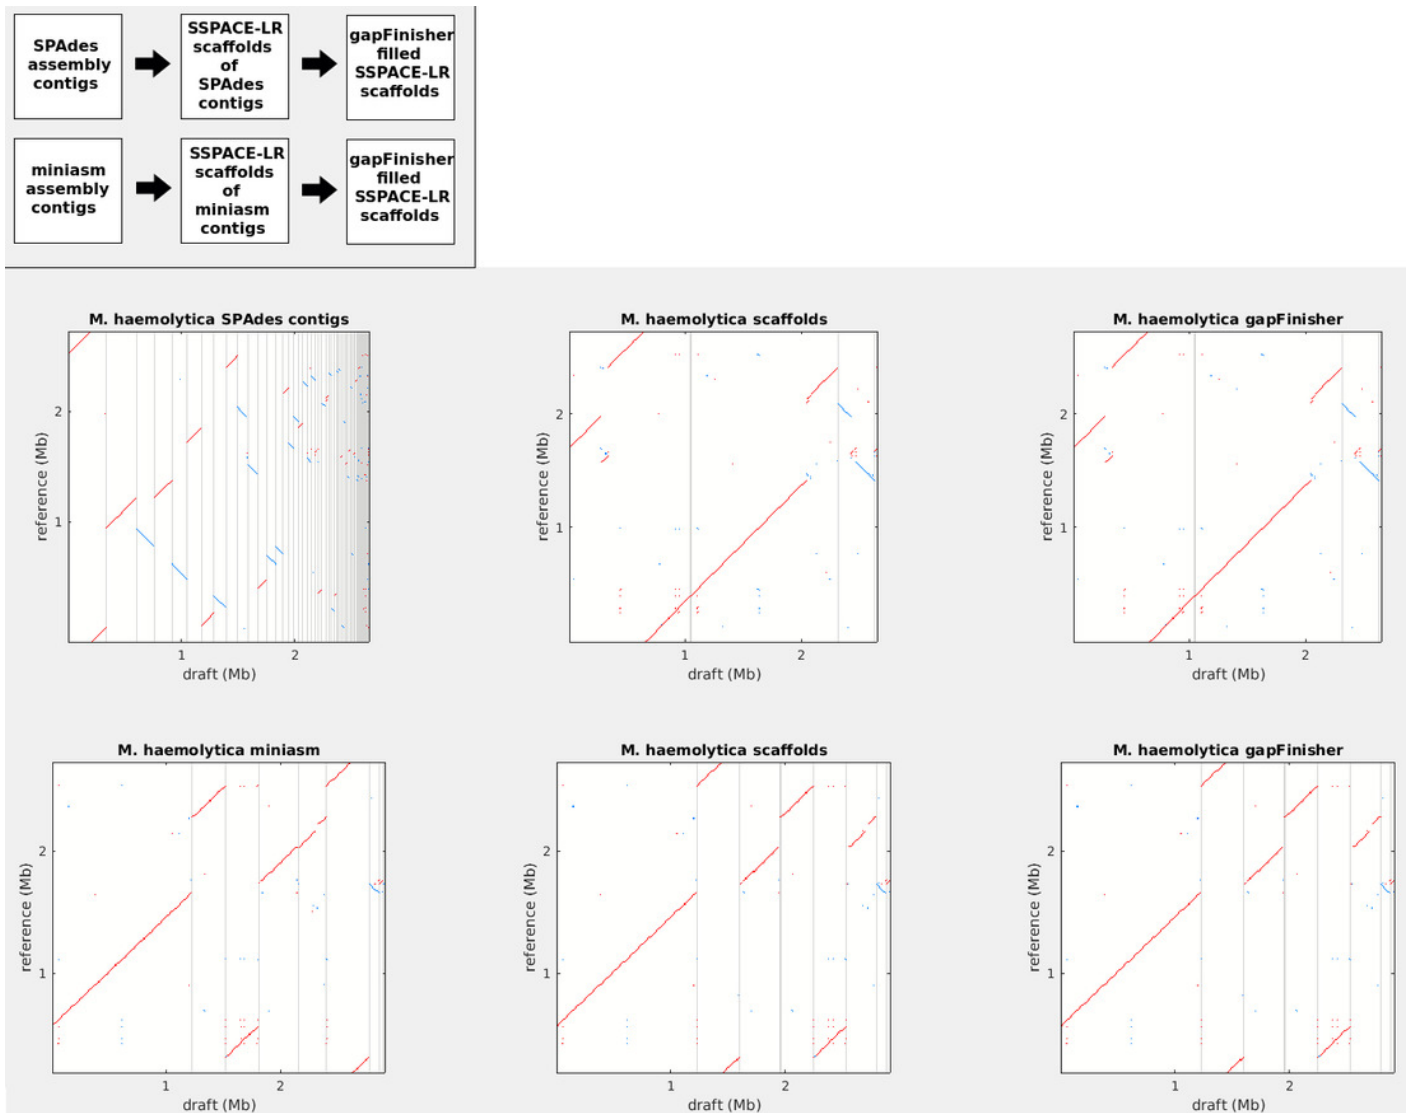 SPAdes
assembly
contigs
SSPACE-LR
scaffolds
of
SPAdes
contigs
gapFinisher
filled
SSPACE-LR
scaffolds
miniasm
assembly
contigs
SSPACE-LR
scaffolds
of
miniasm
contigs
gapFinisher
filled
SSPACE-LR
scaffolds
M. haemolytica SPAdes contigs
reference (Mb)
2
1
1 2
draft (Mb)
M. haemolytica scaffolds
reference (Mb)
2
1
1 2
draft (Mb)
M. haemolytica gapFinisher
reference (Mb)
2
1
1 2
draft (Mb)
M. haemolytica miniasm
reference (Mb)
2
1
1 2
draft (Mb)
M. haemolytica scaffolds
reference (Mb)
2
1
1 2
draft (Mb)
M. haemolytica gapFinisher
reference (Mb)
2
1
1 2
draft (Mb)